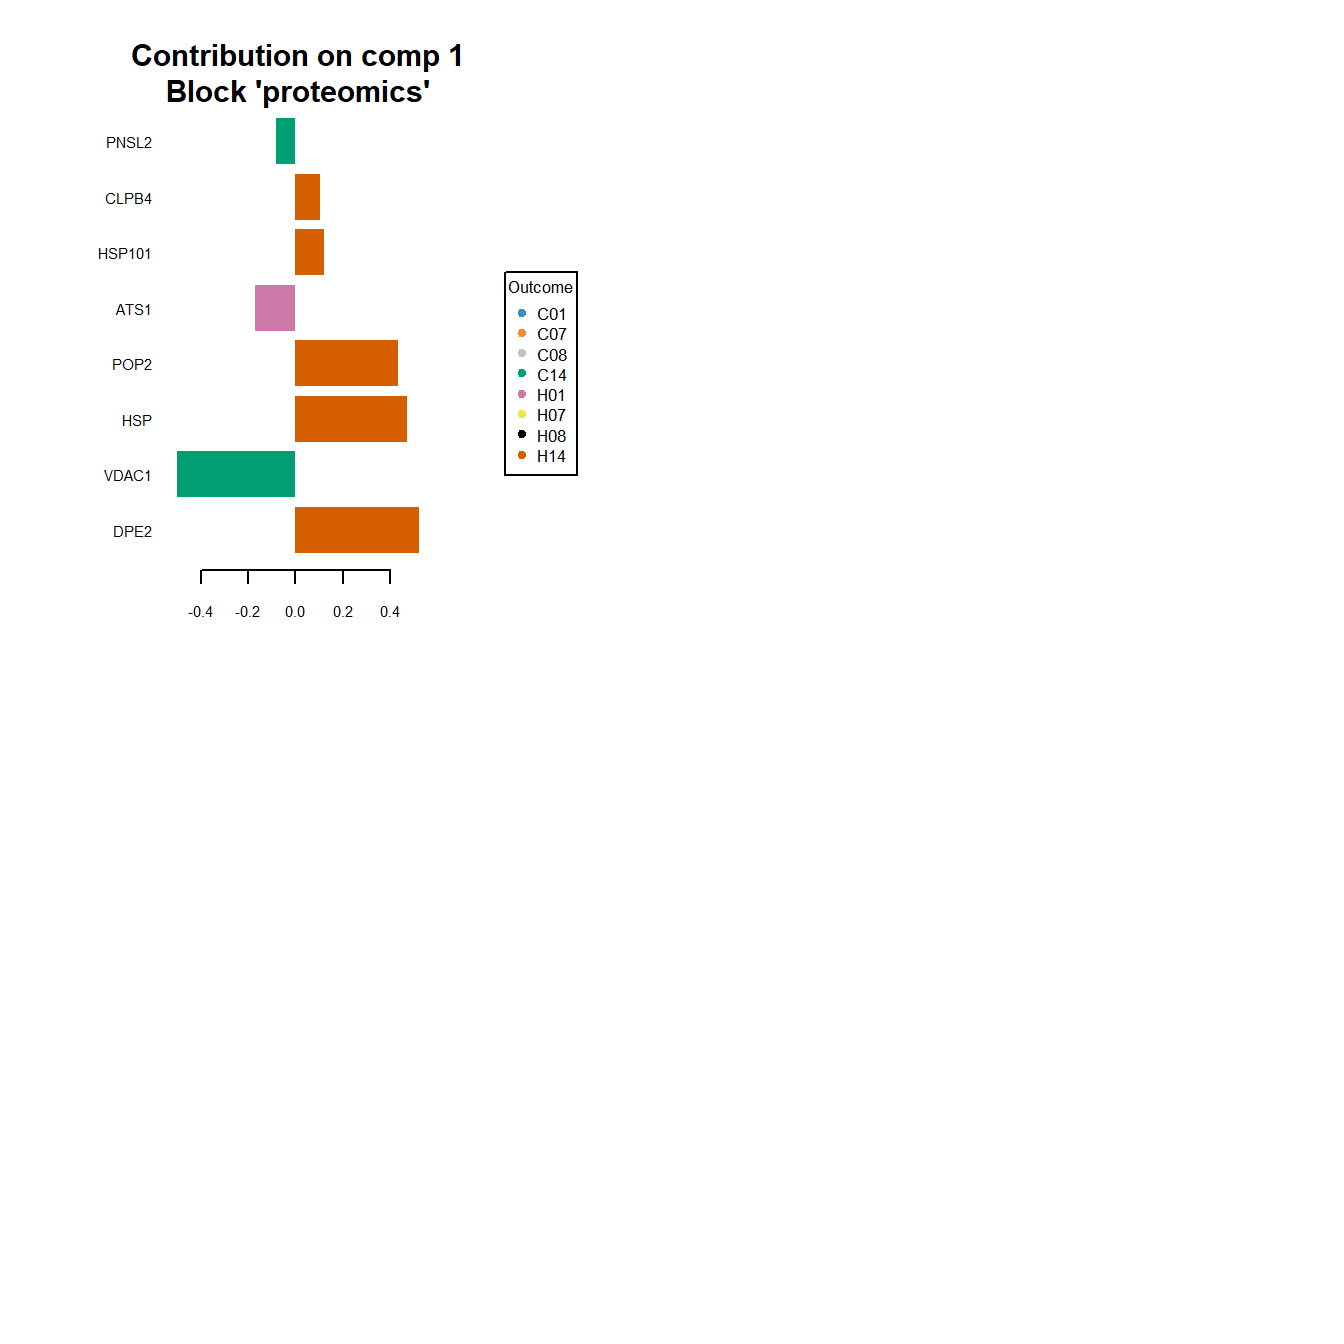 Contribution on comp 1
Block 'proteomics'
PNSL2
CLPB4
HSP101
ATS1
POP2
HSP
VDAC1
DPE2
-0.4 -0.2 0.0 0.2 0.4
Outcome
C01
C07
C08
C14
H01
H07
H08
H14